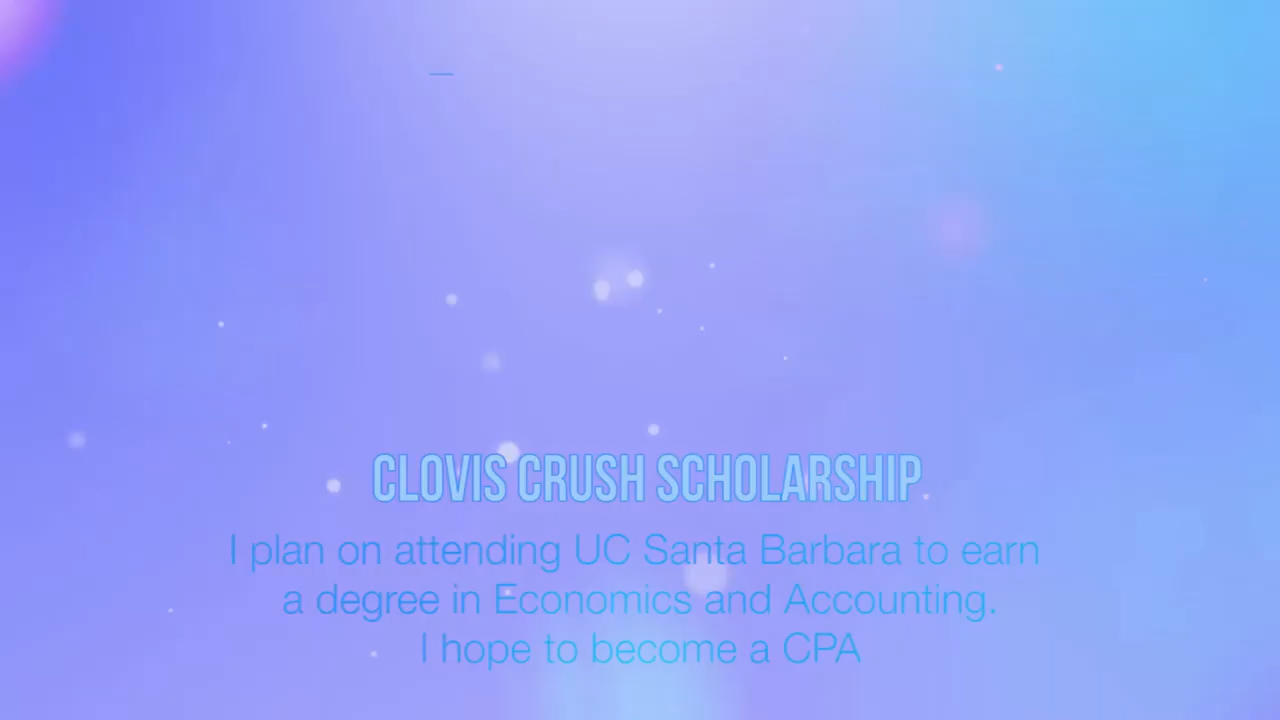 CLOVIS CRUSH SCHOLARSHIP
I plan on attending UC Santa Barbara to earn
a degree in Economics and Accounting.
I hope to become a CPA